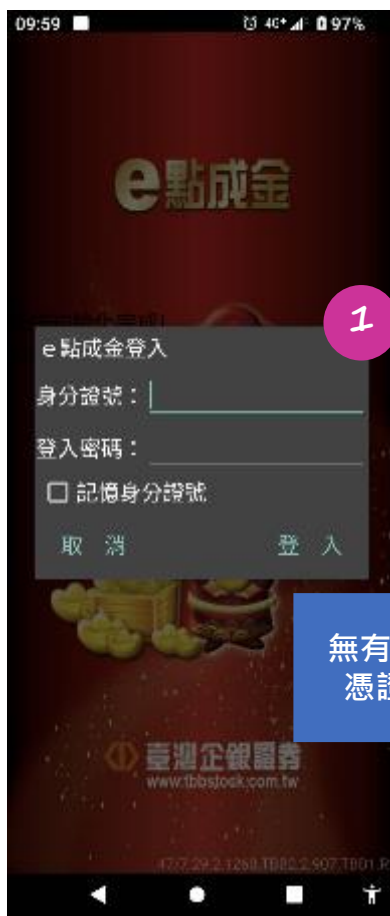 09:59
4G+
97%
e點成金
1
e點成金登入
身分證號：
登入密碼：
記憶身分證號
取 消
登 入
無有
憑證
臺灣企銀證券
www.tbbstock.com.tw